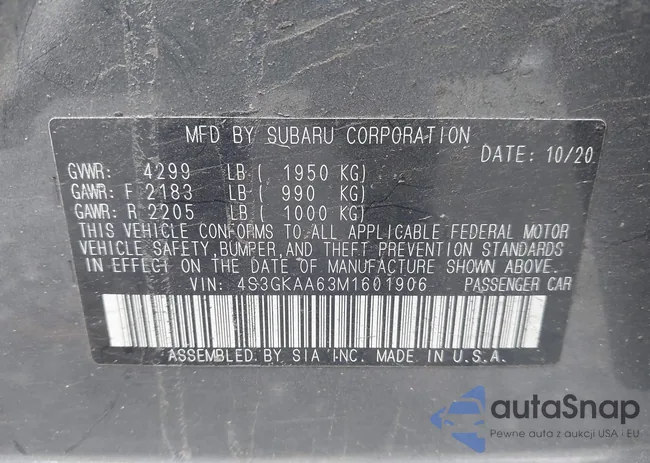 MFD BY SUBARU CORPORATION
DATE: 10/20
GVWR: 4299 LB ( 1950 KG)
GAWR: F 2183 LB ( 990 KG)
GAWR: R 2205 LB ( 1000 KG)
THIS VEHICLE CONFORMS TO ALL APPLICABLE FEDERAL MOTOR
VEHICLE SAFETY, BUMPER, AND THEFT PREVENTION STANDARDS
IN EFFECT ON THE DATE OF MANUFACTURE SHOWN ABOVE.
VIN: 4S3GKAA63M1601906 PASSENGER CAR
ASSEMBLED BY SIA INC. MADE IN U.S.A.
autaSnap
Pewne auta z aukcji USA i EU